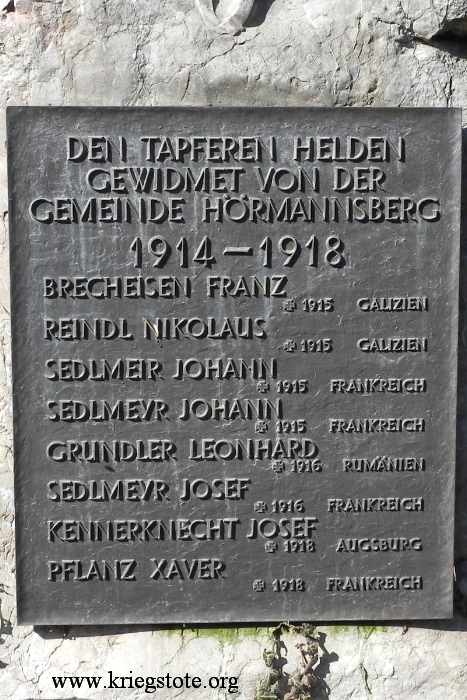 DEN TAPFEREN HELDEN
GEWIDMET VON DER
GEMEINDE HÖRMANNSBERG
1914-1918
BRECHEISEN FRANZ
✠ 1915 GALIZIEN
REINDL NIKOLAUS
✠ 1915 GALIZIEN
SEDLMEIR JOHANN
✠ 1915 FRANKREICH
SEDLMEYR JOHANN
✠ 1915 FRANKREICH
GRUNDLER LEONHARD
✠ 1916 RUMÄNIEN
SEDLMEYR JOSEF
✠ 1916 FRANKREICH
KENNERKNECHT JOSEF
✠ 1918 AUGSBURG
PFLANZ XAVER
✠ 1918 FRANKREICH
www.kriegstote.org